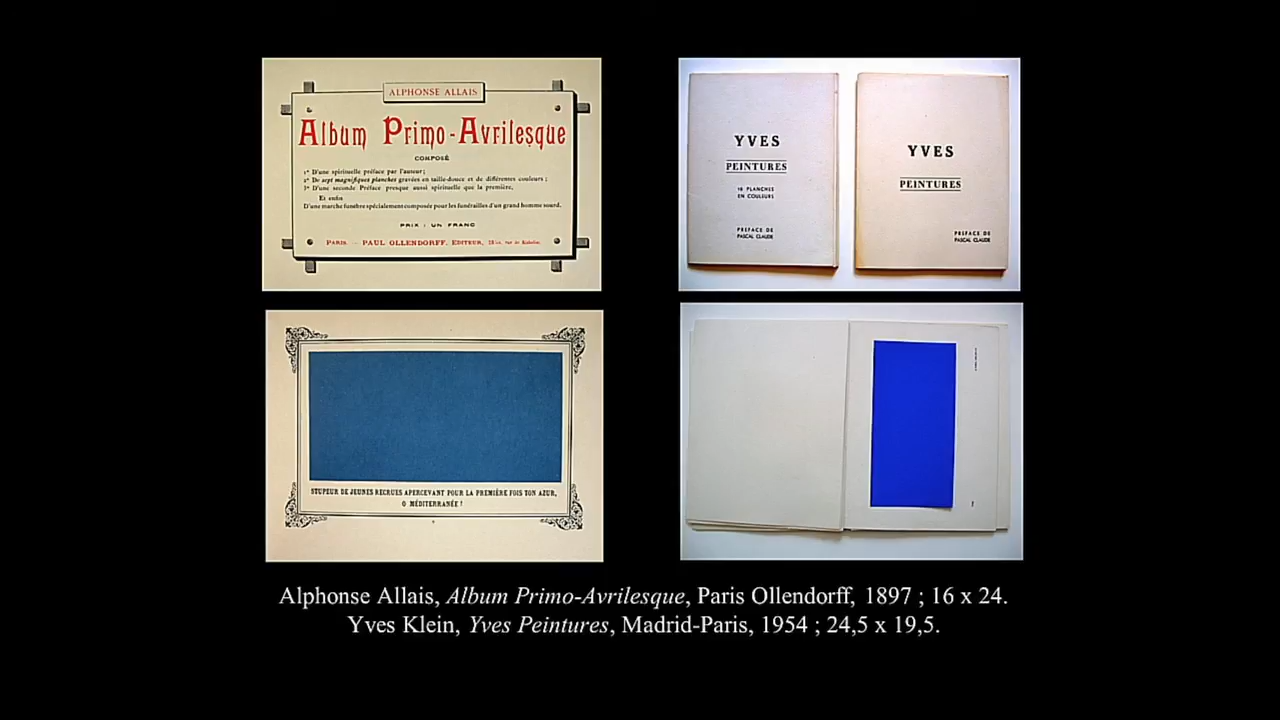 ALPHONSE ALLAIS
Album Primo-Avrilesque
COMPOSÉ
1° D'une spirituelle préface par l'auteur;
2° De sept magnifiques planches gravées en taille-douce et de différentes couleurs;
3° D'une seconde Préface presque aussi spirituelle que la première,
Et enfin
D'une marche funèbre spécialement composée pour les funérailles d'un grand homme sourd.
PRIX : UN FRANC
PARIS. — PAUL OLLENDORFF, EDITEUR, rue de Richelieu.
YVES
PEINTURES
10 PLANCHES
EN COULEURS
PRÉFACE DE
PASCAL CLAUDE
YVES
PEINTURES
PRÉFACE DE
PASCAL CLAUDE
STUPEUR DE JEUNES RECRUES APERCEVANT POUR LA PREMIÈRE FOIS TON AZUR,
O MÉDITERRANÉE !
Alphonse Allais, Album Primo-Avrilesque, Paris Ollendorff, 1897 ; 16 x 24.
Yves Klein, Yves Peintures, Madrid-Paris, 1954 ; 24,5 x 19,5.